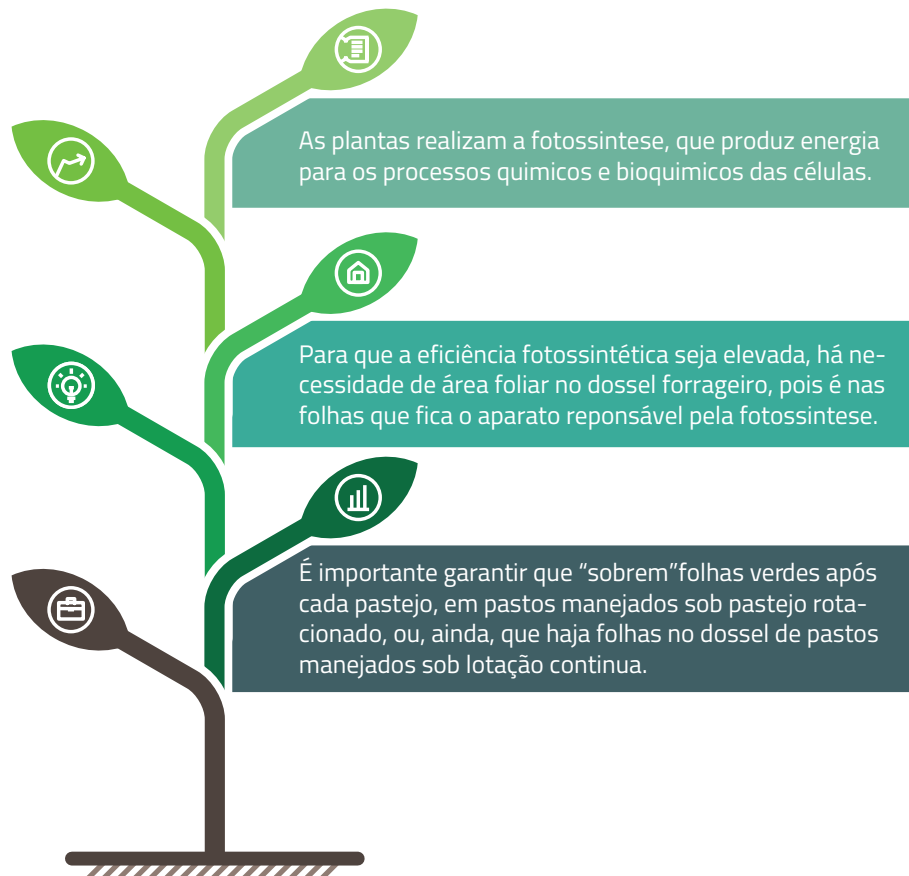 As plantas realizam a fotossintese, que produz energia
para os processos quimicos e bioquimicos das células.
Para que a eficiência fotossintética seja elevada, há ne-
cessidade de área foliar no dossel forrageiro, pois é nas
folhas que fica o aparato reponsável pela fotossintese.
É importante garantir que “sobrem”folhas verdes após
cada pastejo, em pastos manejados sob pastejo rota-
cionado, ou, ainda, que haja folhas no dossel de pastos
manejados sob lotação continua.